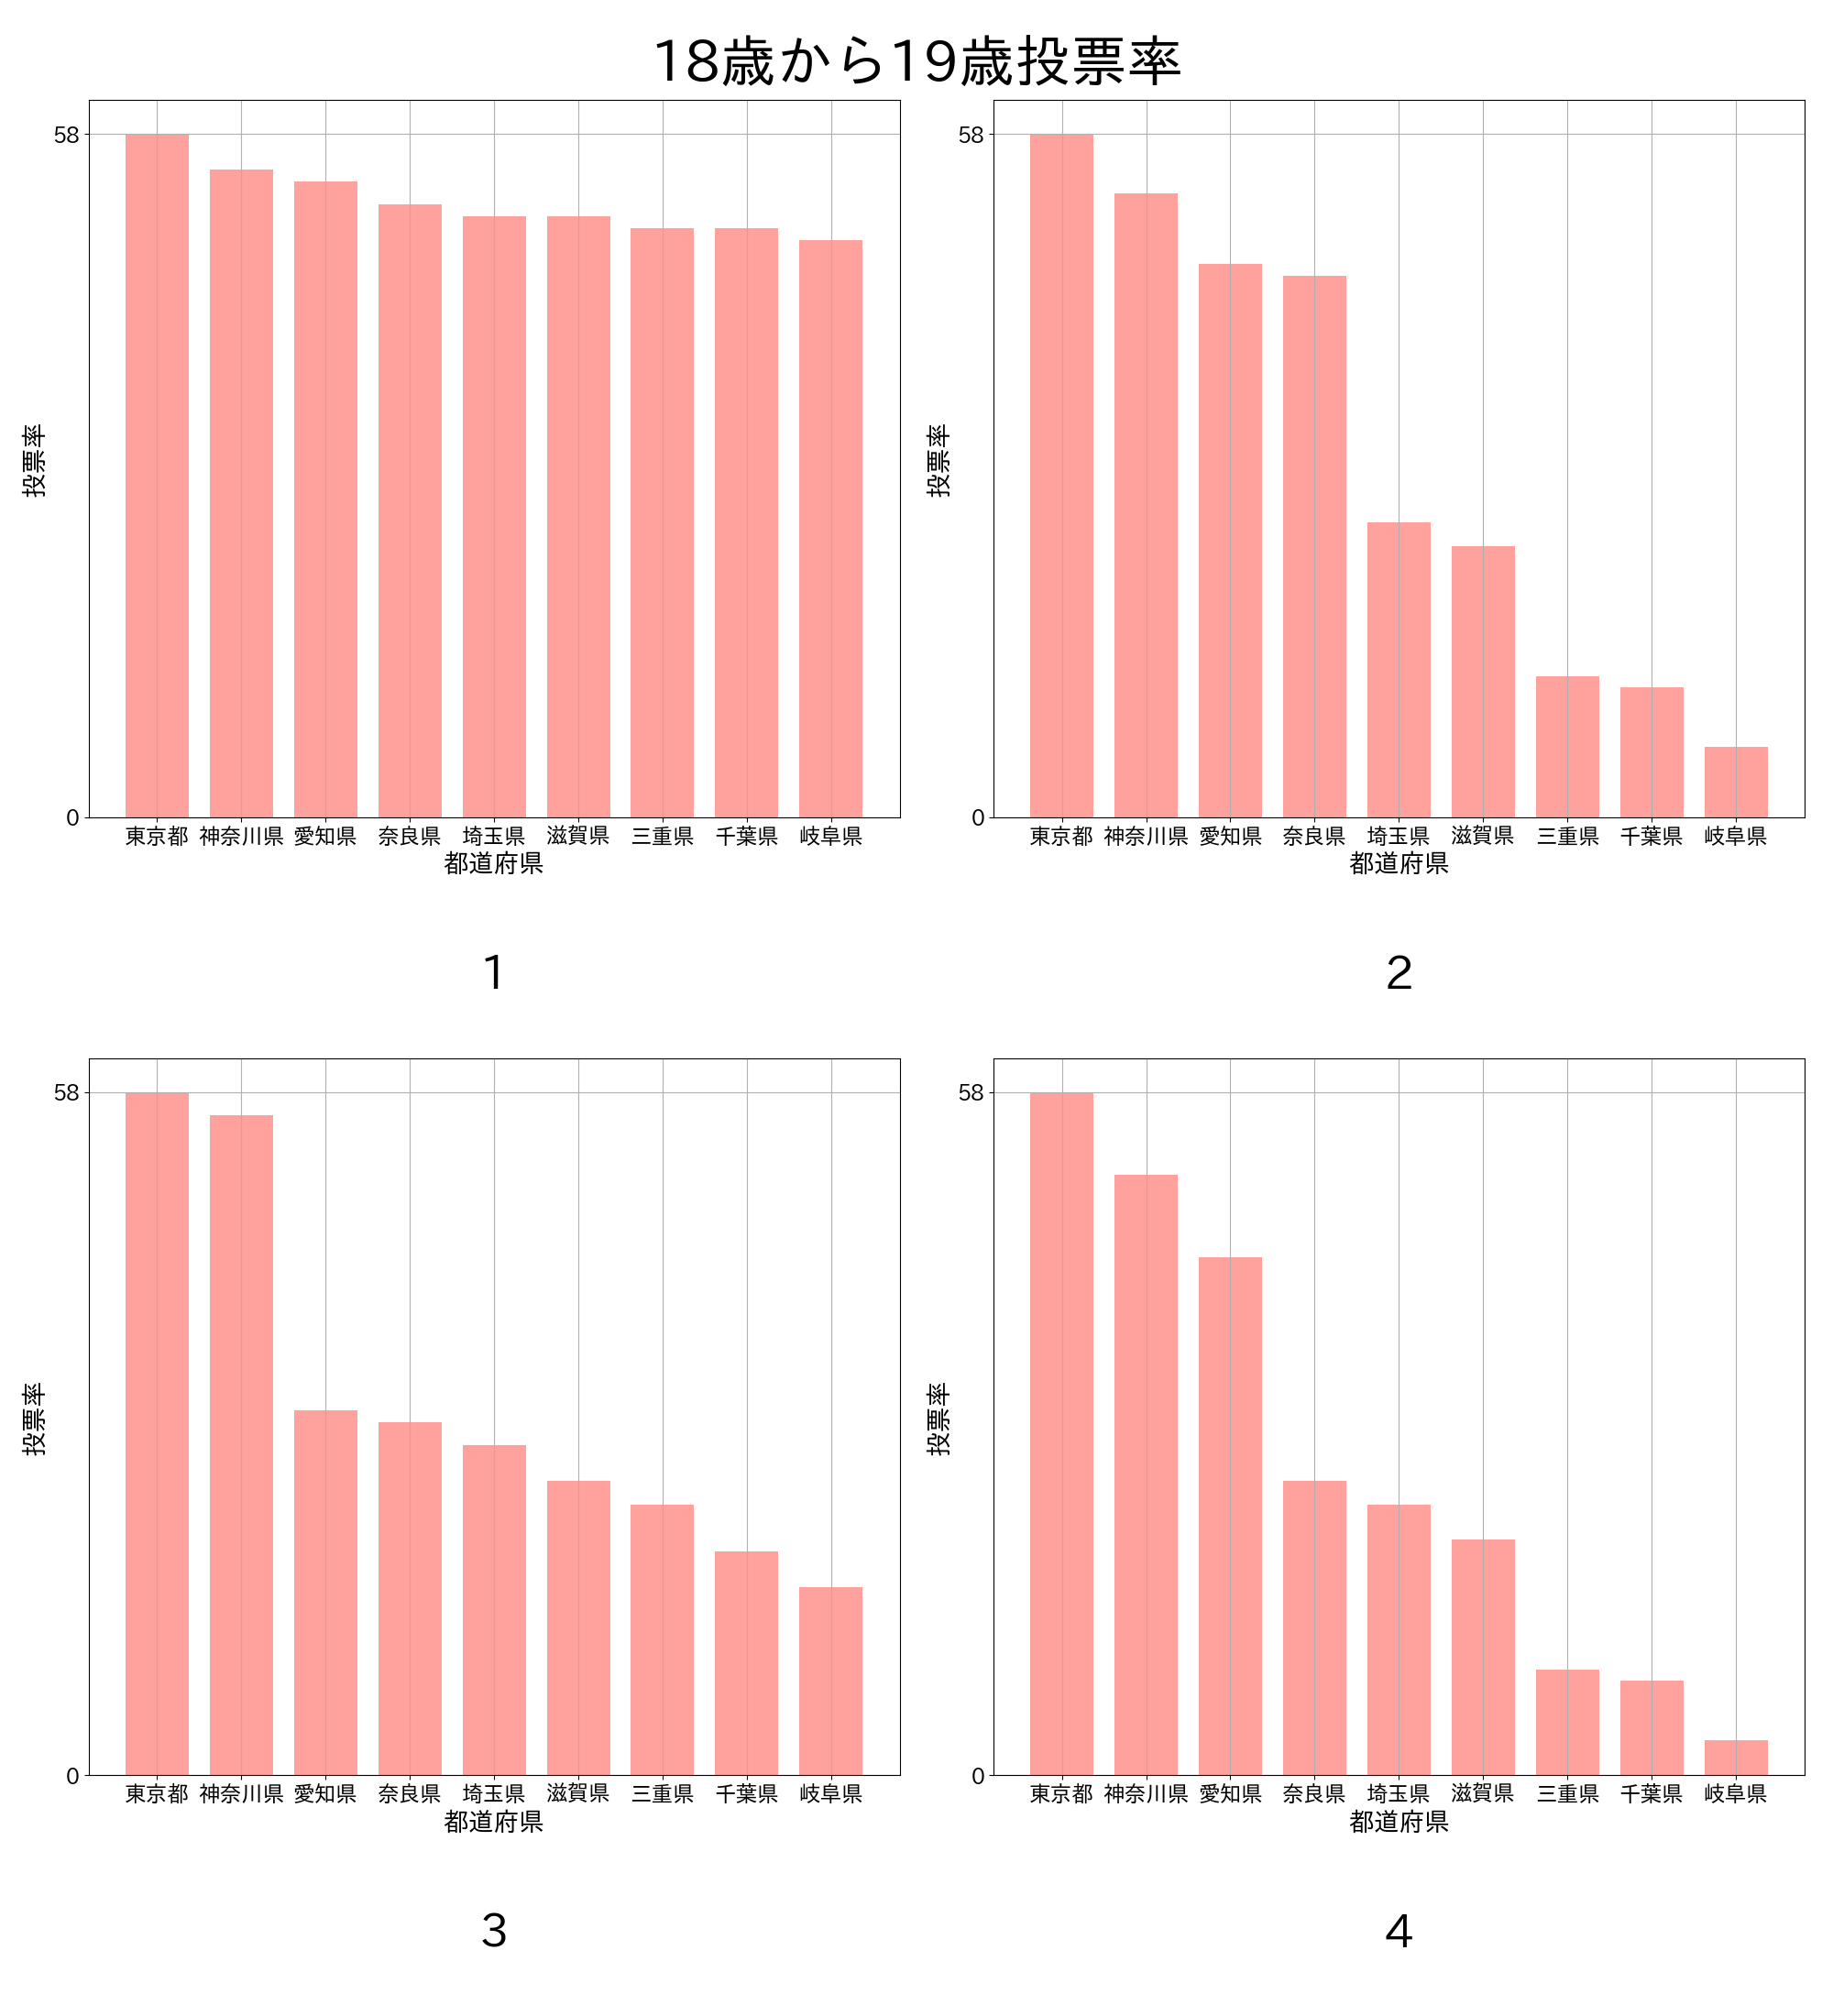 18歳から19歳投票率
58
0
投票率
東京都 神奈川県 愛知県 奈良県 埼玉県 滋賀県 三重県 千葉県 岐阜県
都道府県
1
58
0
投票率
東京都 神奈川県 愛知県 奈良県 埼玉県 滋賀県 三重県 千葉県 岐阜県
都道府県
2
58
0
投票率
東京都 神奈川県 愛知県 奈良県 埼玉県 滋賀県 三重県 千葉県 岐阜県
都道府県
3
58
0
投票率
東京都 神奈川県 愛知県 奈良県 埼玉県 滋賀県 三重県 千葉県 岐阜県
都道府県
4